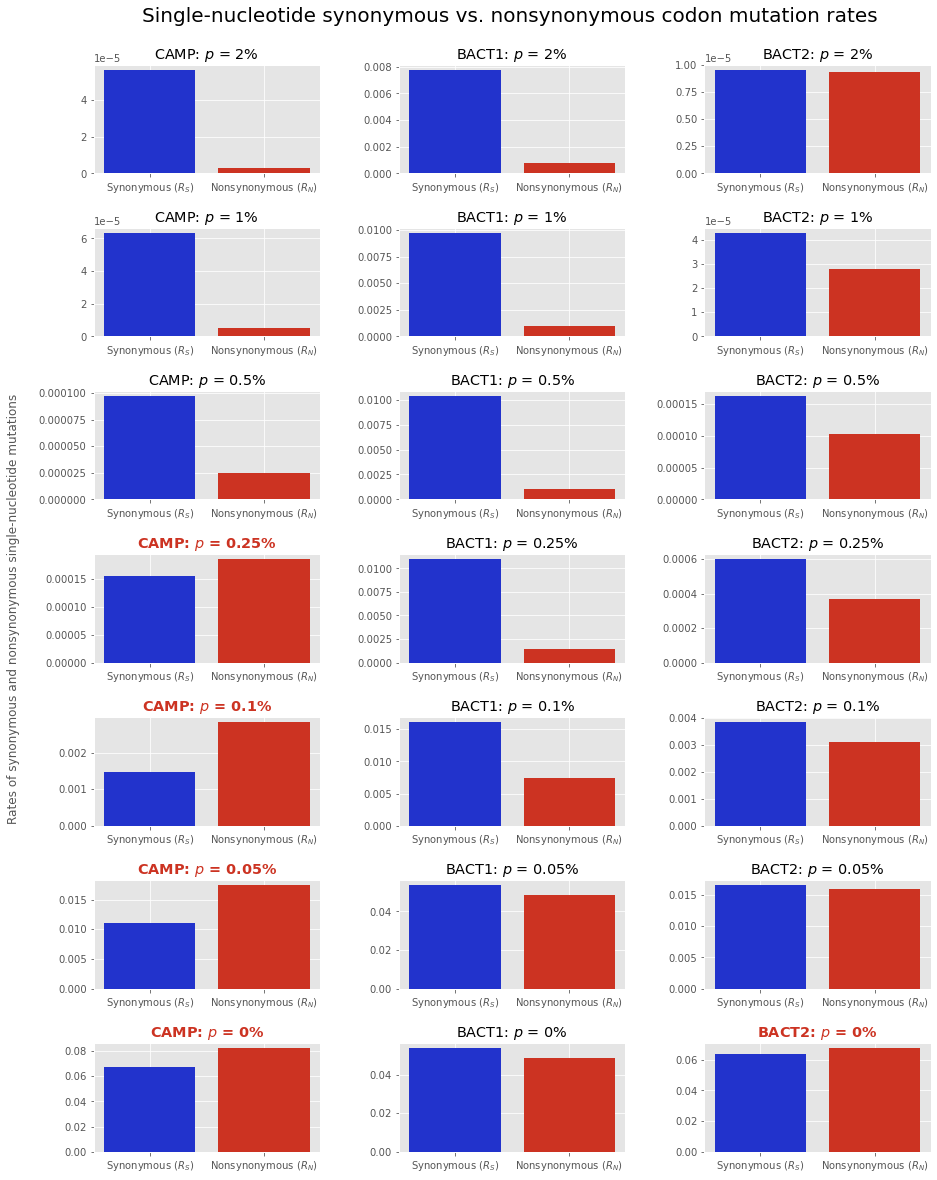 Single-nucleotide synonymous vs. nonsynonymous codon mutation rates
Rates of synonymous and nonsynonymous single-nucleotide mutations
CAMP: p = 2%
1e−5
4
2
0
Synonymous (R_S) Nonsynonymous (R_N)
BACT1: p = 2%
0.008
0.006
0.004
0.002
0.000
Synonymous (R_S) Nonsynonymous (R_N)
BACT2: p = 2%
1e−5
1.00
0.75
0.50
0.25
0.00
Synonymous (R_S) Nonsynonymous (R_N)
CAMP: p = 1%
1e−5
6
4
2
0
Synonymous (R_S) Nonsynonymous (R_N)
BACT1: p = 1%
0.0100
0.0075
0.0050
0.0025
0.0000
Synonymous (R_S) Nonsynonymous (R_N)
BACT2: p = 1%
1e−5
4
3
2
1
0
Synonymous (R_S) Nonsynonymous (R_N)
CAMP: p = 0.5%
0.000100
0.000075
0.000050
0.000025
0.000000
Synonymous (R_S) Nonsynonymous (R_N)
BACT1: p = 0.5%
0.0100
0.0075
0.0050
0.0025
0.0000
Synonymous (R_S) Nonsynonymous (R_N)
BACT2: p = 0.5%
0.00015
0.00010
0.00005
0.00000
Synonymous (R_S) Nonsynonymous (R_N)
CAMP: p = 0.25%
0.00015
0.00010
0.00005
0.00000
Synonymous (R_S) Nonsynonymous (R_N)
BACT1: p = 0.25%
0.0100
0.0075
0.0050
0.0025
0.0000
Synonymous (R_S) Nonsynonymous (R_N)
BACT2: p = 0.25%
0.0006
0.0004
0.0002
0.0000
Synonymous (R_S) Nonsynonymous (R_N)
CAMP: p = 0.1%
0.002
0.001
0.000
Synonymous (R_S) Nonsynonymous (R_N)
BACT1: p = 0.1%
0.015
0.010
0.005
0.000
Synonymous (R_S) Nonsynonymous (R_N)
BACT2: p = 0.1%
0.004
0.003
0.002
0.001
0.000
Synonymous (R_S) Nonsynonymous (R_N)
CAMP: p = 0.05%
0.015
0.010
0.005
0.000
Synonymous (R_S) Nonsynonymous (R_N)
BACT1: p = 0.05%
0.04
0.02
0.00
Synonymous (R_S) Nonsynonymous (R_N)
BACT2: p = 0.05%
0.015
0.010
0.005
0.000
Synonymous (R_S) Nonsynonymous (R_N)
CAMP: p = 0%
0.08
0.06
0.04
0.02
0.00
Synonymous (R_S) Nonsynonymous (R_N)
BACT1: p = 0%
0.04
0.02
0.00
Synonymous (R_S) Nonsynonymous (R_N)
BACT2: p = 0%
0.06
0.04
0.02
0.00
Synonymous (R_S) Nonsynonymous (R_N)